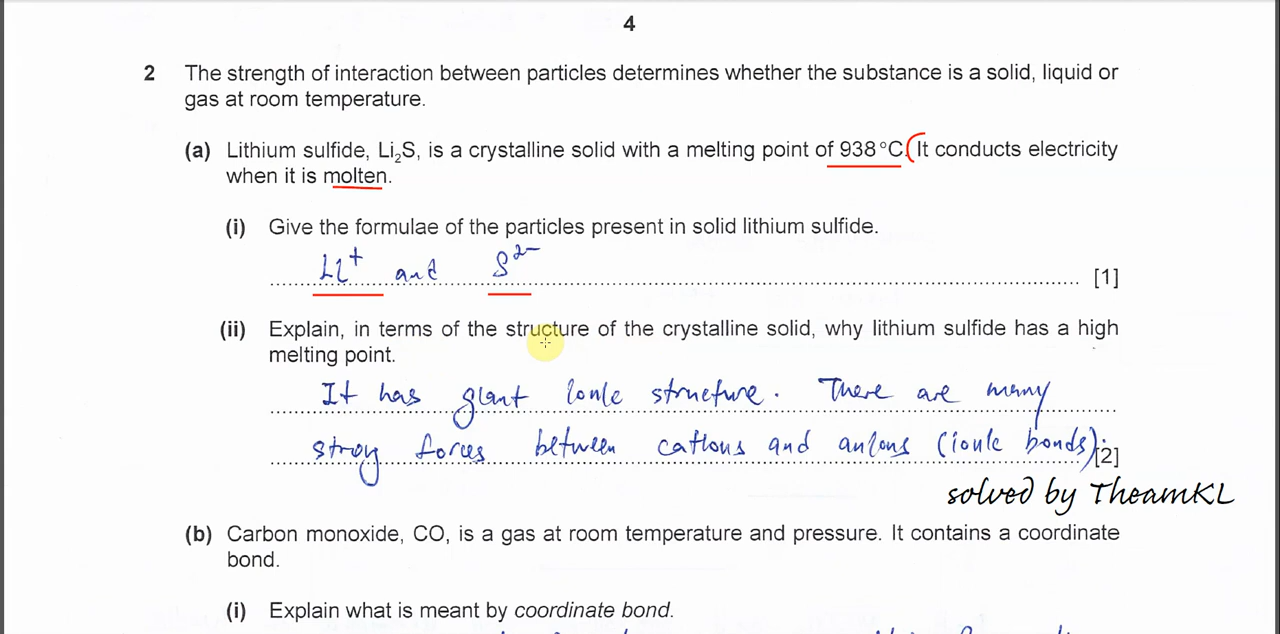 4
2 The strength of interaction between particles determines whether the substance is a solid, liquid or
gas at room temperature.
(a) Lithium sulfide, Li₂S, is a crystalline solid with a melting point of 938 °C. It conducts electricity
when it is molten.
(i) Give the formulae of the particles present in solid lithium sulfide.
Li⁺ and S²⁻
[1]
(ii) Explain, in terms of the structure of the crystalline solid, why lithium sulfide has a high
melting point.
It has giant ionic structure. There are many
strong forces between cations and anions (ionic bonds).
[2]
solved by TheamKL
(b) Carbon monoxide, CO, is a gas at room temperature and pressure. It contains a coordinate
bond.
(i) Explain what is meant by coordinate bond.